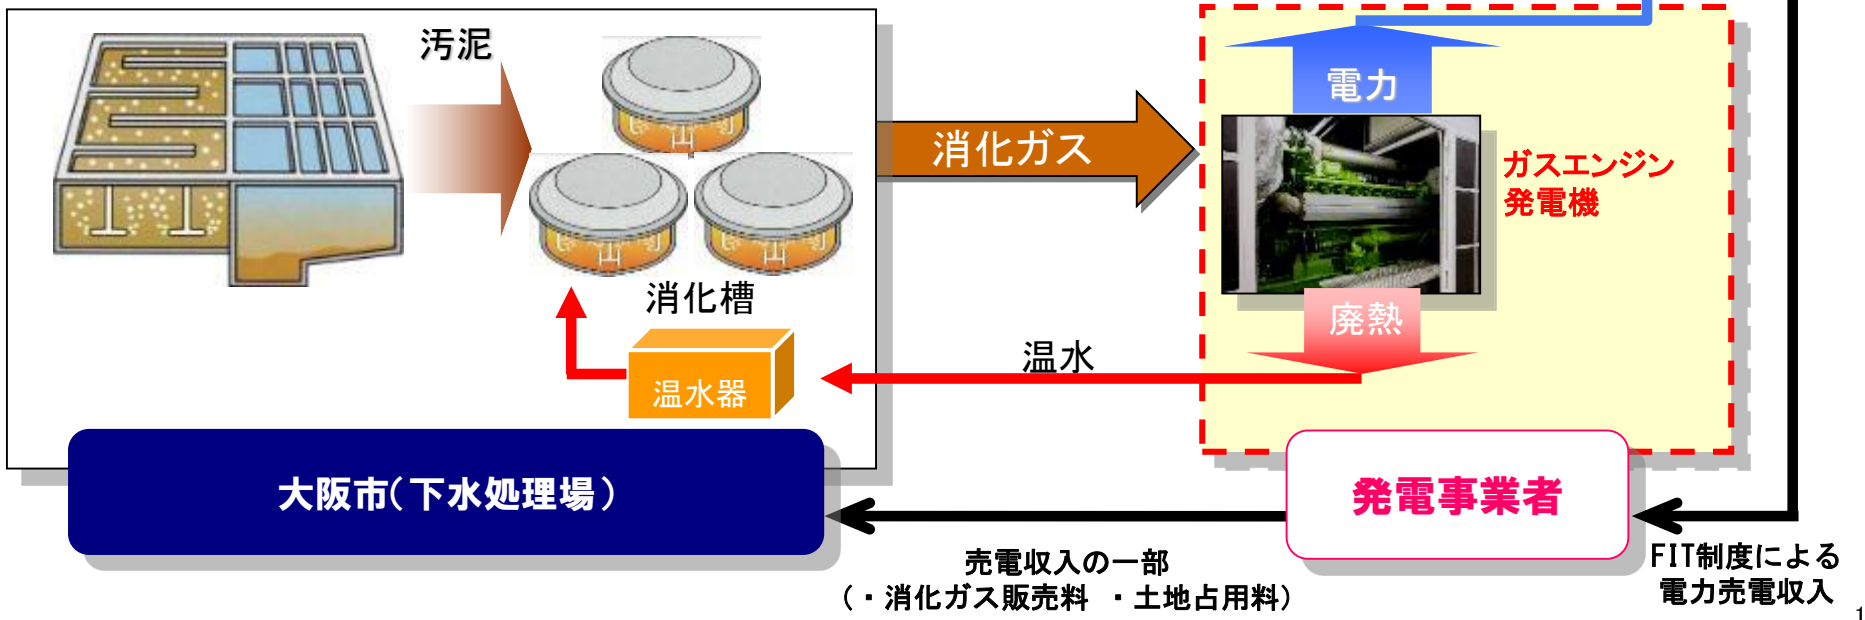 汚泥
電力
消化ガス
ガスエンジン
発電機
消化槽
廃熱
温水
温水器
大阪市(下水処理場)
発電事業者
売電収入の一部
(・消化ガス販売料 ・土地占用料)
FIT制度による
電力売電収入
1